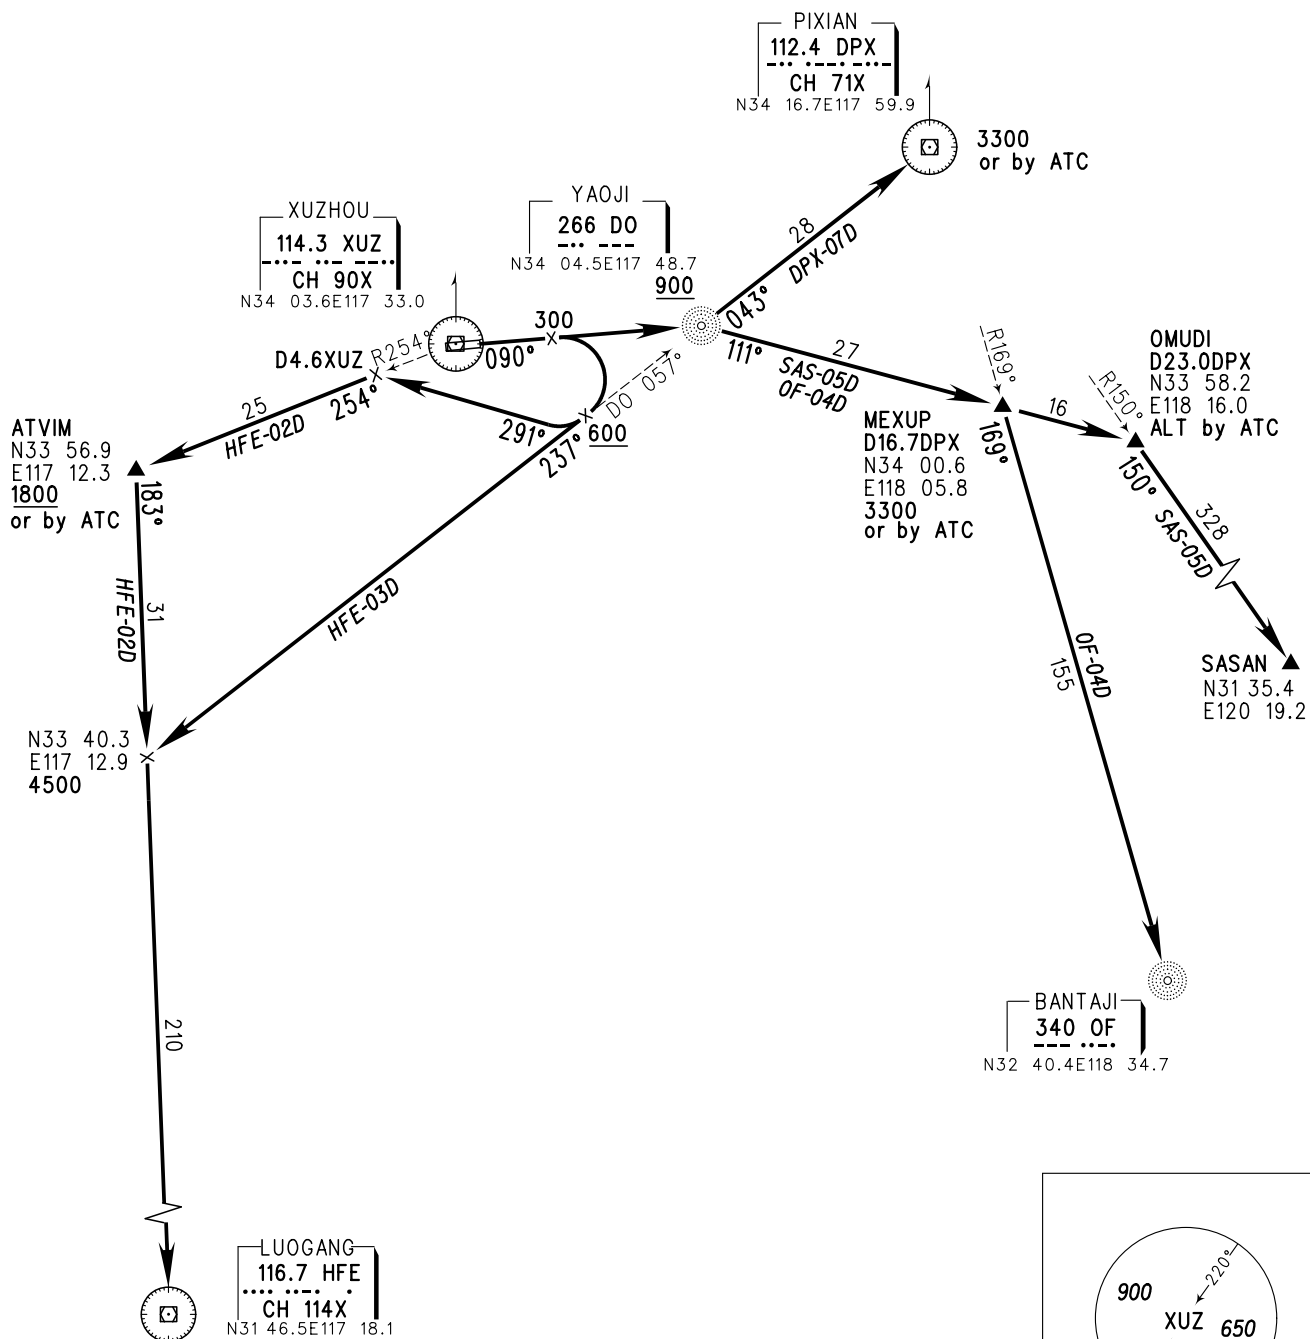 PIXIAN
112.4 DPX
CH 71X
N34 16.7E117 59.9
3300
or by ATC
XUZHOU
114.3 XUZ
CH 90X
N34 03.6E117 33.0
YAOJI
266 DO
N34 04.5E117 48.7
900
28
DPX-07D
043°
300
090°
D4.6XUZ
R254°
254°
25
HFE-02D
291°
237°
600
DO 057°
111°
27
SAS-05D
OF-04D
ATVIM
N33 56.9
E117 12.3
1800
or by ATC
183°
31
HFE-02D
HFE-03D
R169°
MEXUP
D16.7DPX
N34 00.6
E118 05.8
3300
or by ATC
169°
16
R150°
OMUDI
D23.0DPX
N33 58.2
E118 16.0
ALT by ATC
150°
SAS-05D
328
SASAN
N31 35.4
E120 19.2
OF-04D
155
N33 40.3
E117 12.9
4500
210
BANTAJI
340 OF
N32 40.4E118 34.7
LUOGANG
116.7 HFE
CH 114X
N31 46.5E117 18.1
220°
900
XUZ
650